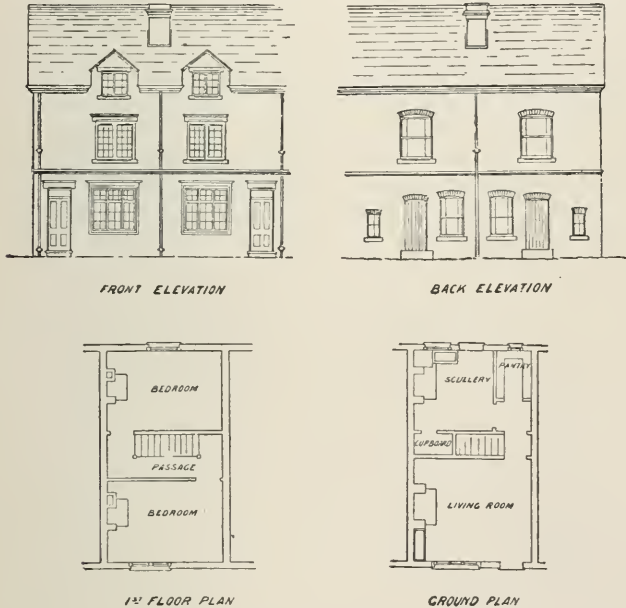 FRONT ELEVATION
BACK ELEVATION
BEDROOM
PASSAGE
BEDROOM
1ST FLOOR PLAN
SCULLERY
PANTRY
CUPBOARD
LIVING ROOM
GROUND PLAN